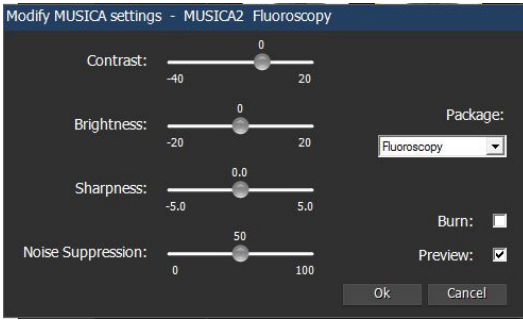 Modify MUSICA settings - MUSICA2 Fluoroscopy
0
Contrast:
-40 20
0
Brightness:
-20 20
Package:
Fluoroscopy
0.0
Sharpness:
-5.0 5.0
Burn:
50
Noise Suppression:
0 100
Preview:
Ok Cancel